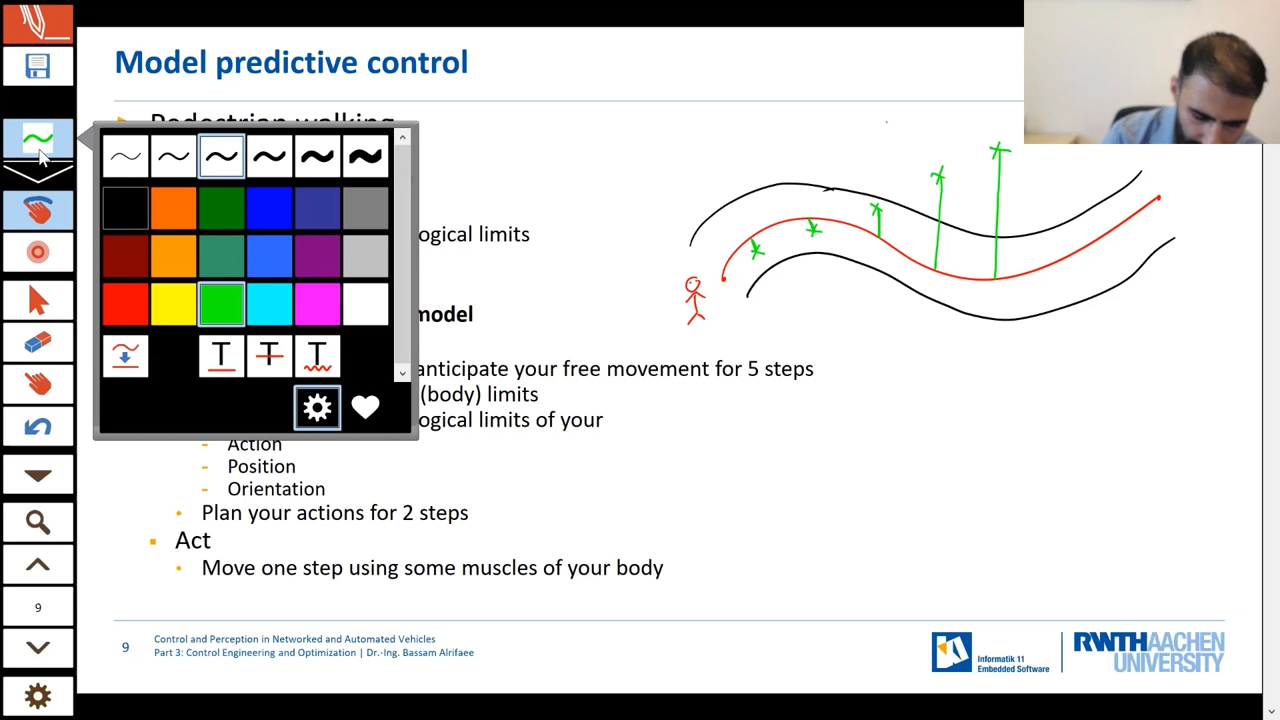 Model predictive control
Pedestrian walking
ogical limits
model
anticipate your free movement for 5 steps
(body) limits
ogical limits of your
- Action
- Position
- Orientation
• Plan your actions for 2 steps
Act
• Move one step using some muscles of your body
9
9
Control and Perception in Networked and Automated Vehicles
Part 3: Control Engineering and Optimization | Dr.-Ing. Bassam Alrifaee
Informatik 11
Embedded Software
RWTHAACHEN
UNIVERSITY
T T T